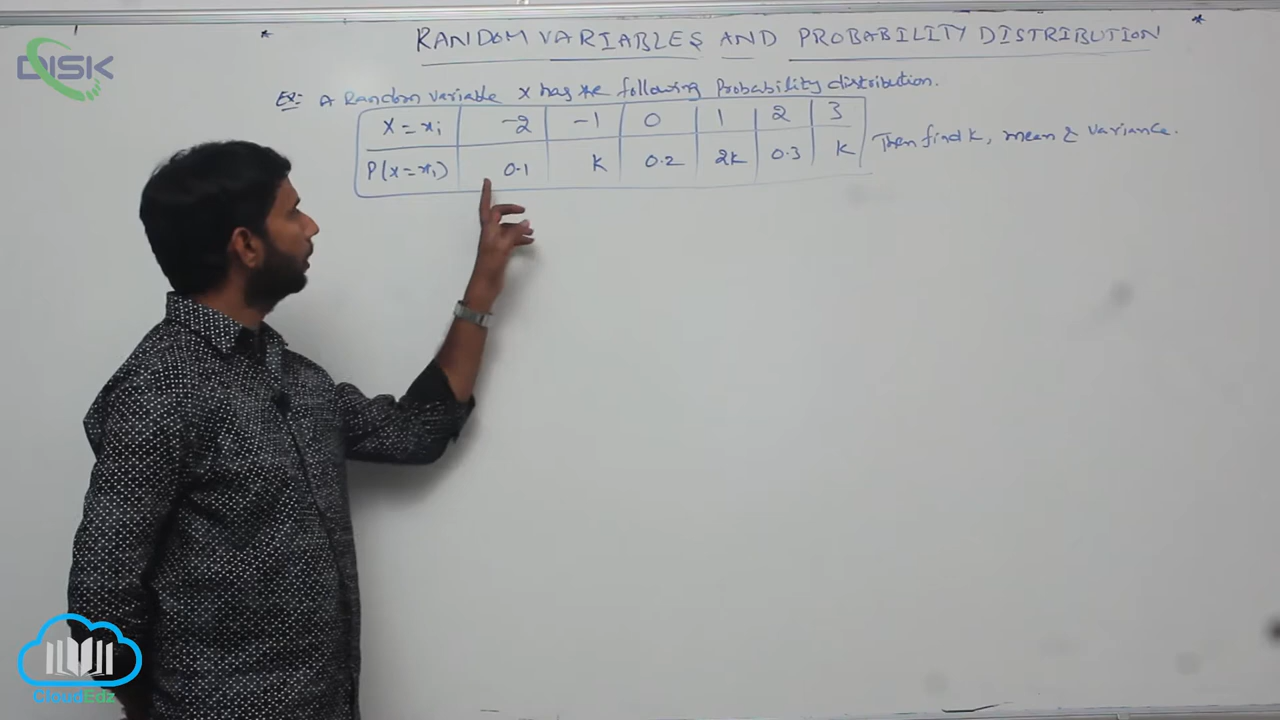 * RANDOM VARIABLES AND PROBABILITY DISTRIBUTION *
DISK
Ex:- A Random variable X has the following Probability distribution.
X = xi -2 -1 0 1 2 3
P(X = xi) 0.1 K 0.2 2K 0.3 K
Then find K, mean & variance.
CloudEdz